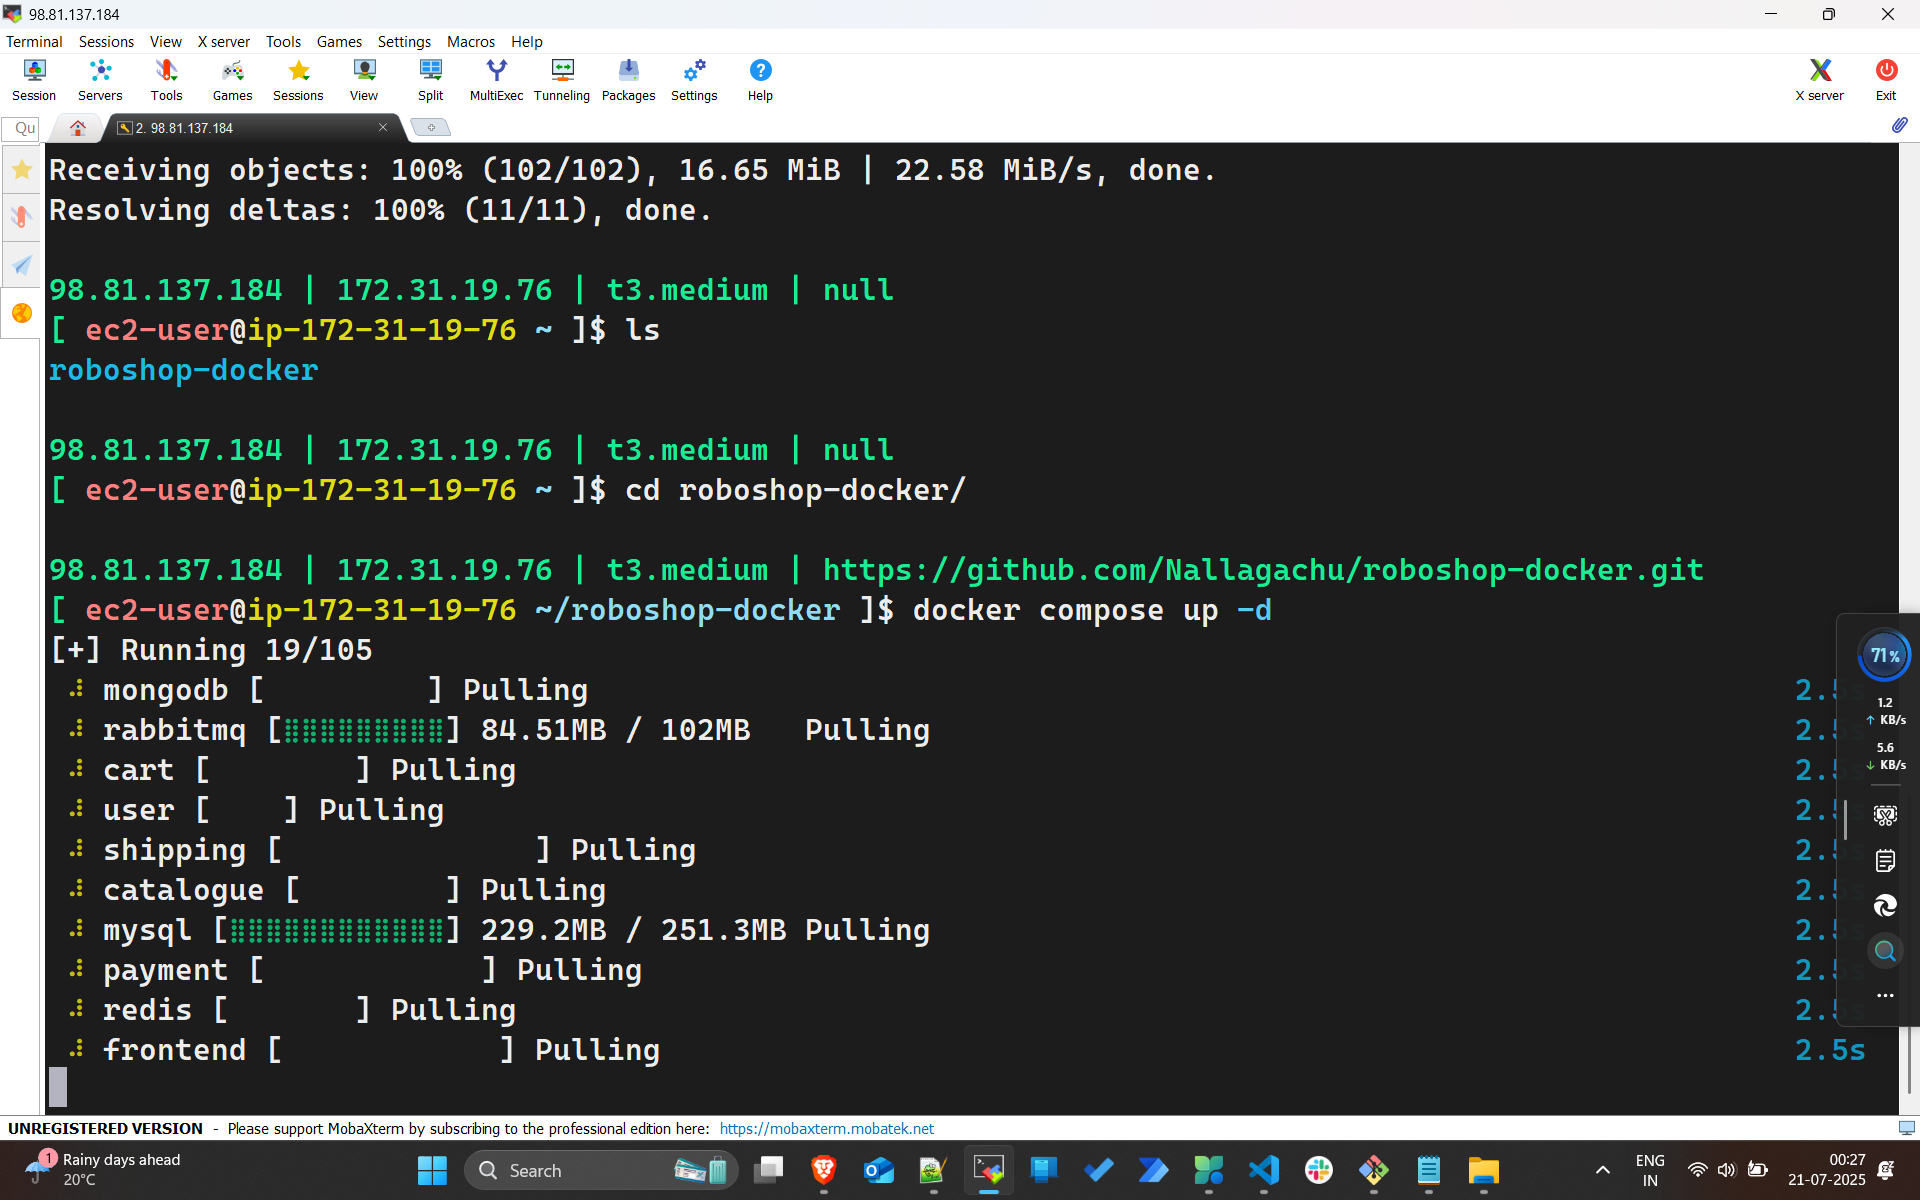 98.81.137.184
Terminal Sessions View X server Tools Games Settings Macros Help
Session Servers Tools Games Sessions View Split MultiExec Tunneling Packages Settings Help X server Exit
Qu 2. 98.81.137.184
Receiving objects: 100% (102/102), 16.65 MiB | 22.58 MiB/s, done.
Resolving deltas: 100% (11/11), done.
98.81.137.184 | 172.31.19.76 | t3.medium | null
[ ec2-user@ip-172-31-19-76 ~ ]$ ls
roboshop-docker
98.81.137.184 | 172.31.19.76 | t3.medium | null
[ ec2-user@ip-172-31-19-76 ~ ]$ cd roboshop-docker/
98.81.137.184 | 172.31.19.76 | t3.medium | https://github.com/Nallagachu/roboshop-docker.git
[ ec2-user@ip-172-31-19-76 ~/roboshop-docker ]$ docker compose up -d
[+] Running 19/105
mongodb [ ] Pulling 2.5s
rabbitmq [⣿⣿⣿⣿⣿⣿⣿⣿⣿] 84.51MB / 102MB Pulling 2.5s
cart [ ] Pulling 2.5s
user [ ] Pulling 2.5s
shipping [ ] Pulling 2.5s
catalogue [ ] Pulling 2.5s
mysql [⣿⣿⣿⣿⣿⣿⣿⣿⣿⣿⣿⣿] 229.2MB / 251.3MB Pulling 2.5s
payment [ ] Pulling 2.5s
redis [ ] Pulling 2.5s
frontend [ ] Pulling 2.5s
71%
1.2
↑ KB/s
5.6
↓ KB/s
UNREGISTERED VERSION - Please support MobaXterm by subscribing to the professional edition here: https://mobaxterm.mobatek.net
1 Rainy days ahead
20°C
Search
ENG
IN
00:27
21-07-2025